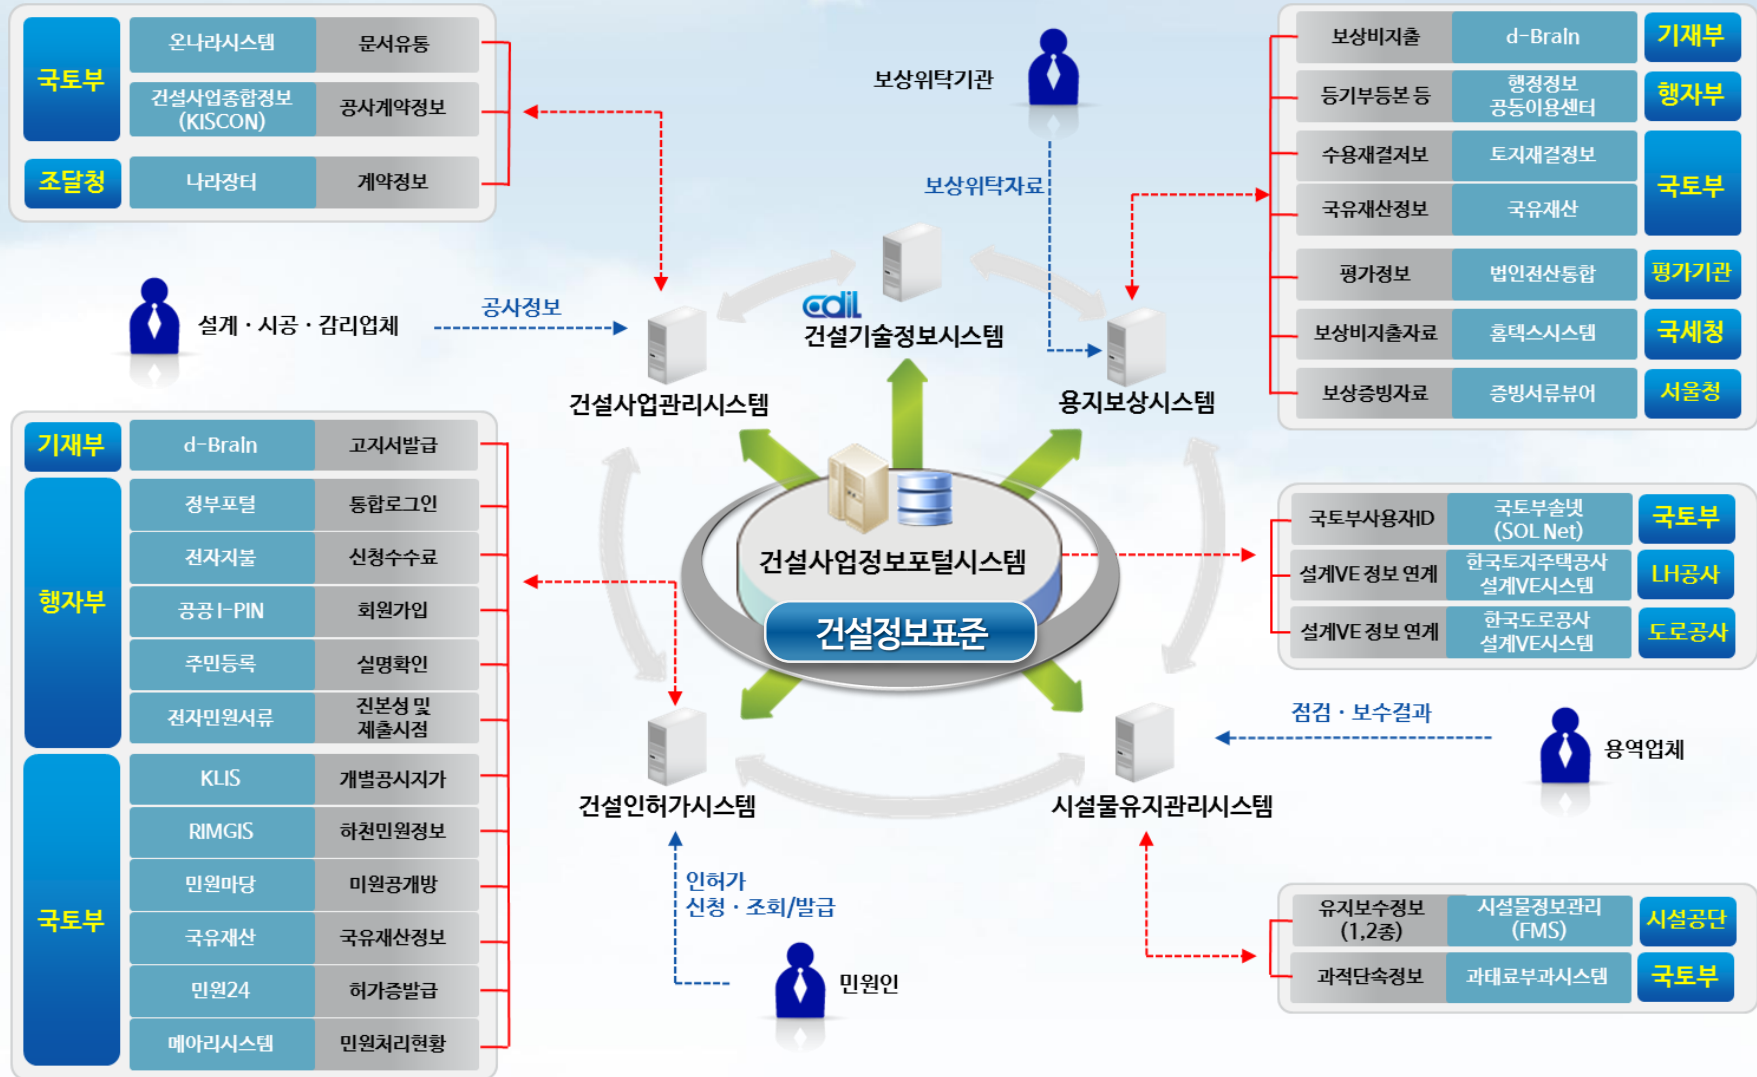 국토부
온나라시스템
문서유통
건설사업종합정보
(KISCON)
공사계약정보
조달청
나라장터
계약정보
보상위탁기관
보상위탁자료
보상비지출
d-Brain
기재부
등기부등본 등
행정정보
공동이용센터
행자부
수용재결저보
토지재결정보
국토부
국유재산정보
국유재산
평가정보
법인전산통합
평가기관
보상비지출자료
홈텍스시스템
국세청
보상증빙자료
증빙서류뷰어
서울청
설계 · 시공 · 감리업체
공사정보
건설사업관리시스템
codil
건설기술정보시스템
용지보상시스템
건설사업정보포털시스템
건설정보표준
기재부
d-Brain
고지서발급
행자부
정부포털
통합로그인
전자지불
신청수수료
공공 I-PIN
회원가입
주민등록
실명확인
전자민원서류
진본성 및
제출시점
국토부
KLIS
개별공시지가
RIMGIS
하천민원정보
민원마당
미원공개방
국유재산
국유재산정보
민원24
허가증발급
메아리시스템
민원처리현황
국토부사용자ID
국토부솔넷
(SOL Net)
국토부
설계VE 정보 연계
한국토지주택공사
설계VE시스템
LH공사
설계VE 정보 연계
한국도로공사
설계VE시스템
도로공사
점검 · 보수결과
용역업체
건설인허가시스템
시설물유지관리시스템
인허가
신청 · 조회/발급
민원인
유지보수정보
(1,2종)
시설물정보관리
(FMS)
시설공단
과적단속정보
과태료부과시스템
국토부